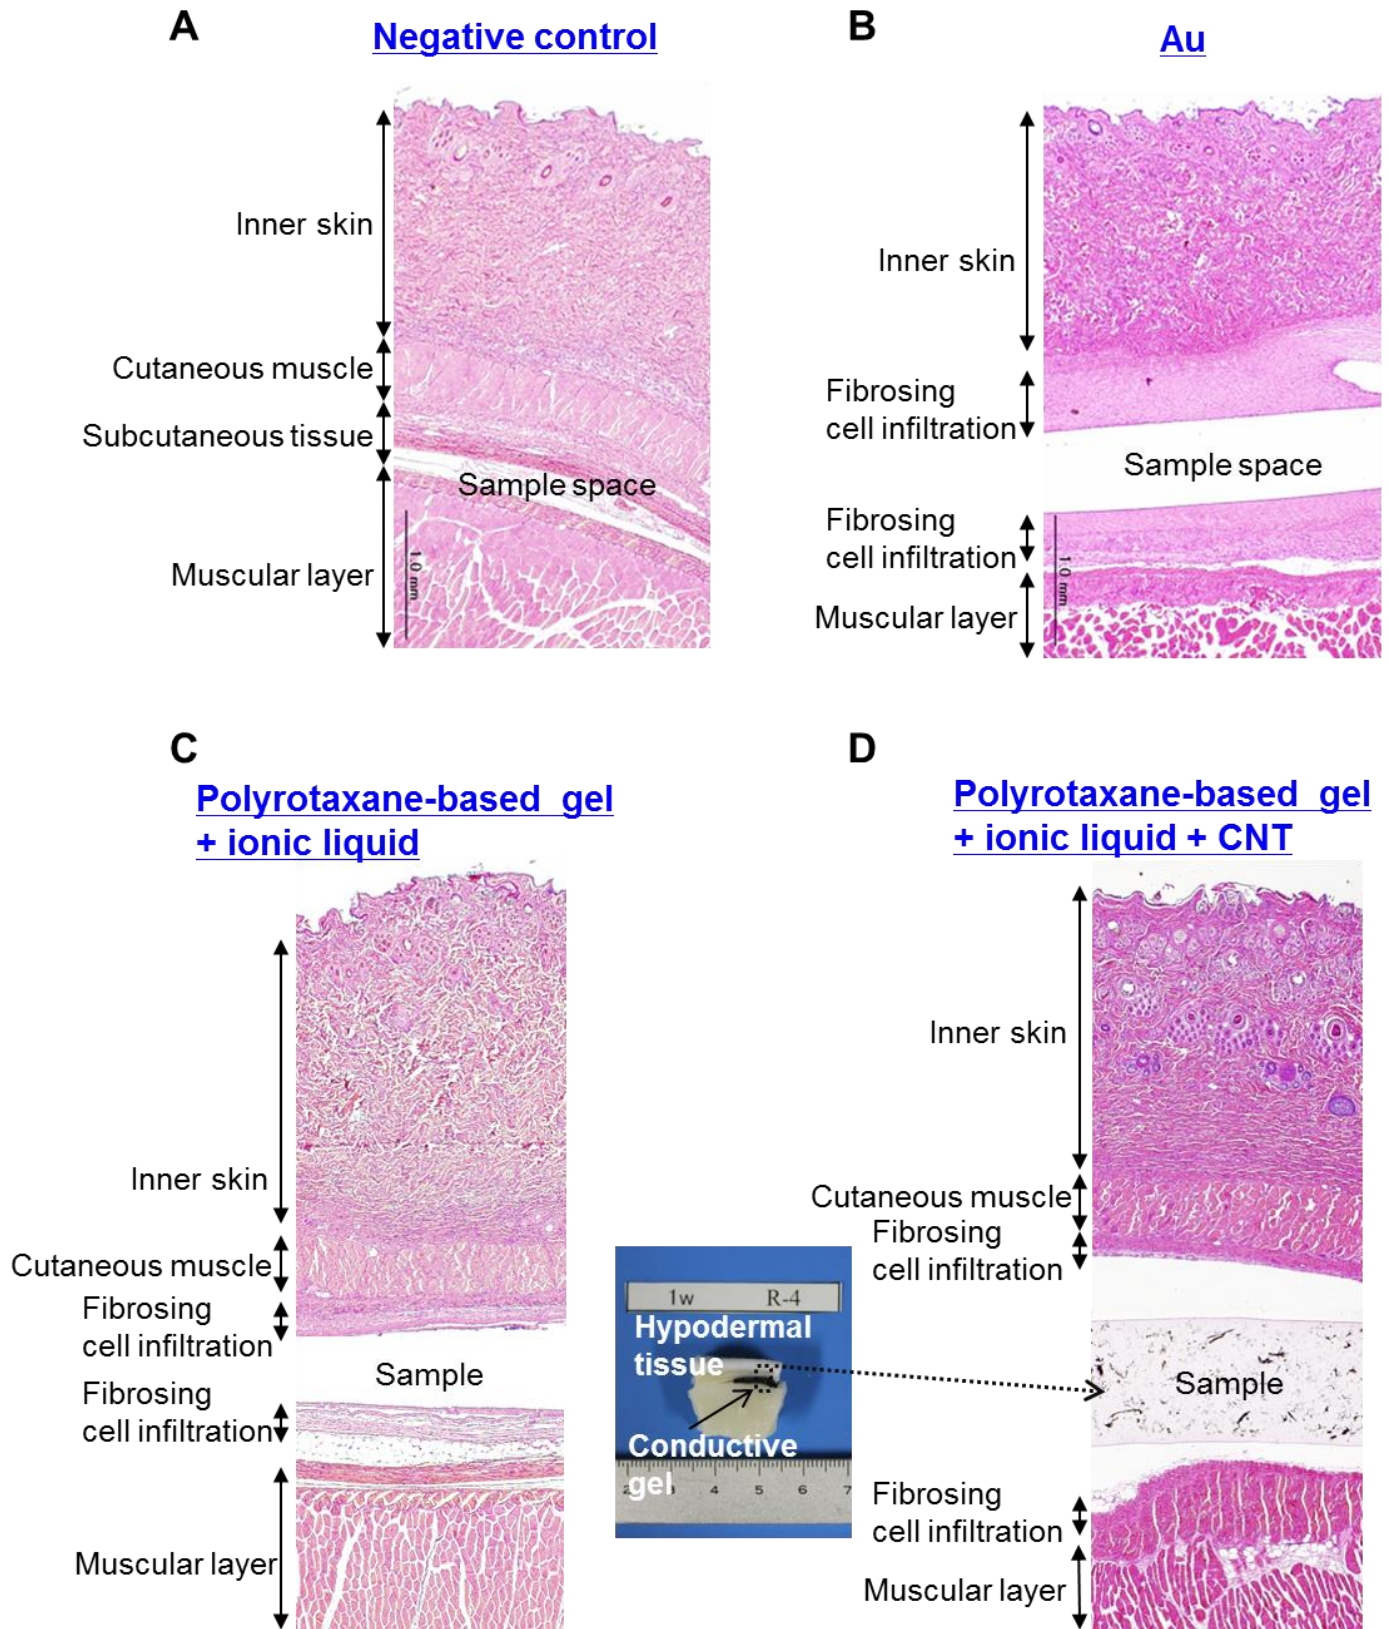 A
Negative control
Inner skin
Cutaneous muscle
Subcutaneous tissue
Sample space
Muscular layer
1.0 mm
B
Au
Inner skin
Fibrosing
cell infiltration
Sample space
Fibrosing
cell infiltration
Muscular layer
1.0 mm
C
Polyrotaxane-based gel
+ ionic liquid
Inner skin
Cutaneous muscle
Fibrosing
cell infiltration
Sample
Fibrosing
cell infiltration
Muscular layer
1w R-4
Hypodermal
tissue
Conductive
gel
2 3 4 5 6 7
D
Polyrotaxane-based gel
+ ionic liquid + CNT
Inner skin
Cutaneous muscle
Fibrosing
cell infiltration
Sample
Fibrosing
cell infiltration
Muscular layer